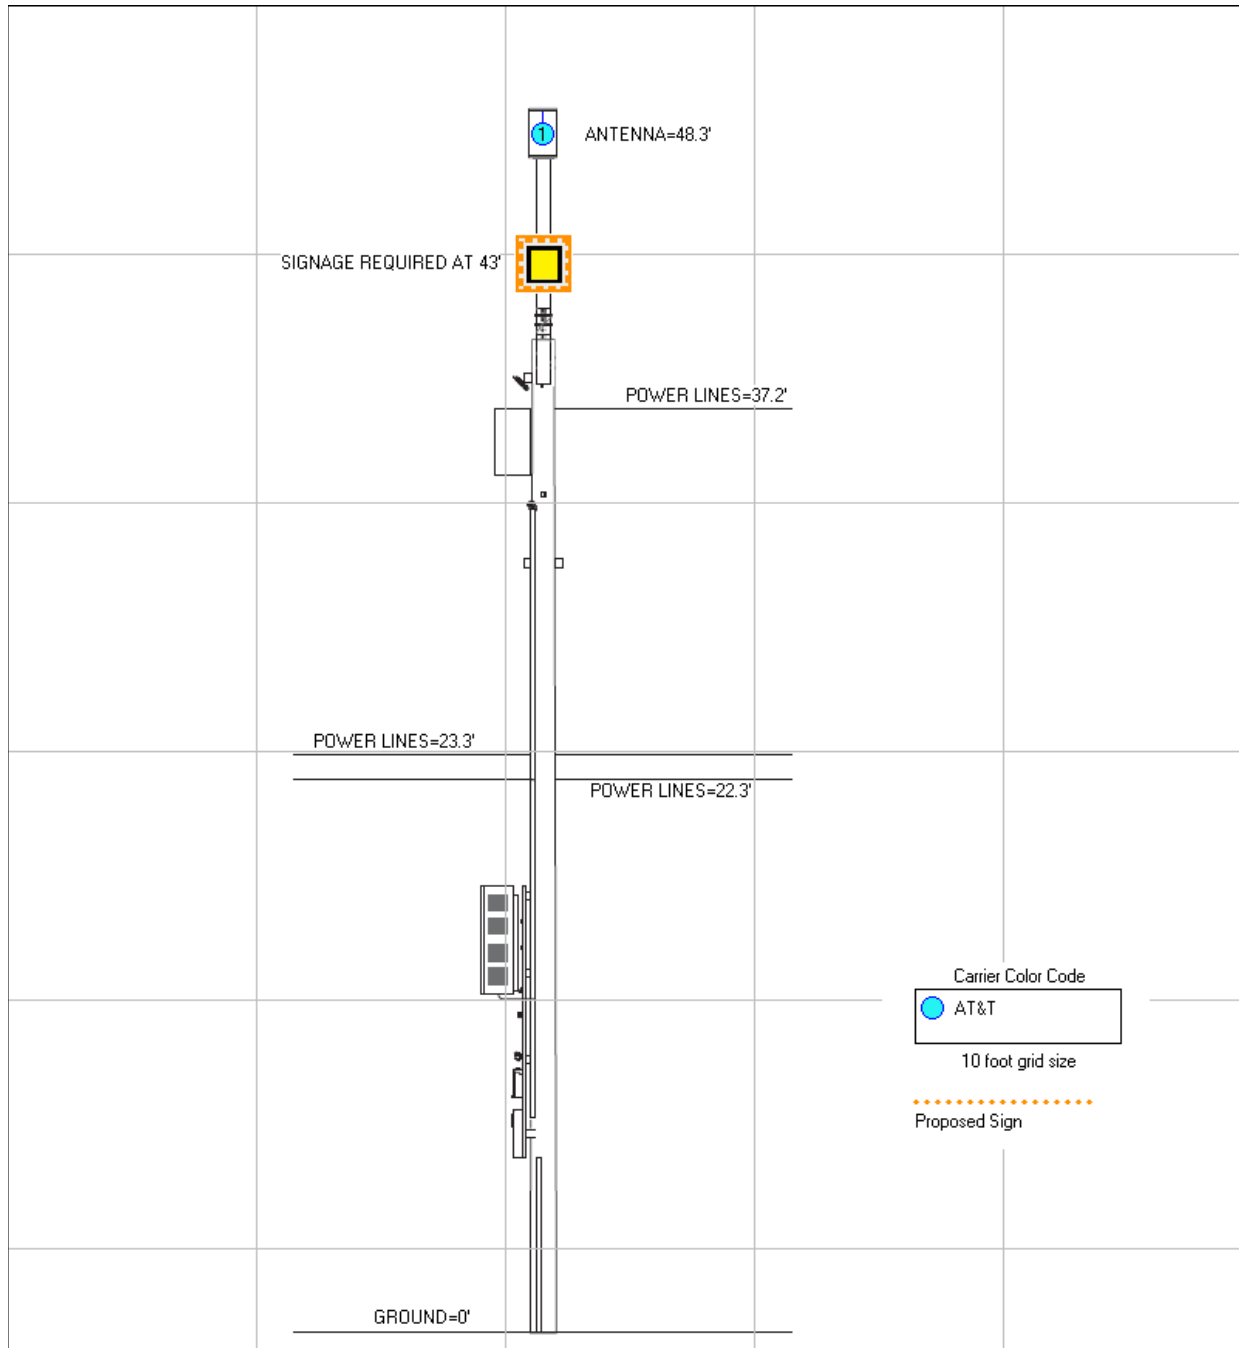 1
ANTENNA=48.3'
SIGNAGE REQUIRED AT 43'
POWER LINES=37.2'
POWER LINES=23.3'
POWER LINES=22.3'
Carrier Color Code
AT&T
10 foot grid size
Proposed Sign
GROUND=0'